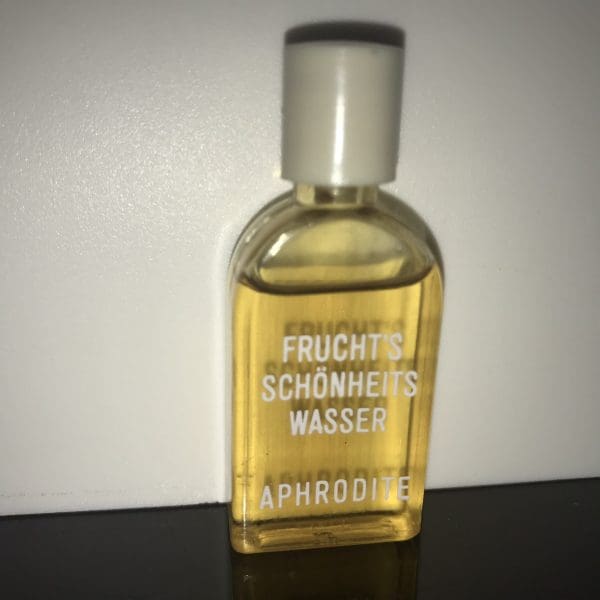 FRUCHT'S
SCHÖNHEITS
WASSER
APHRODITE